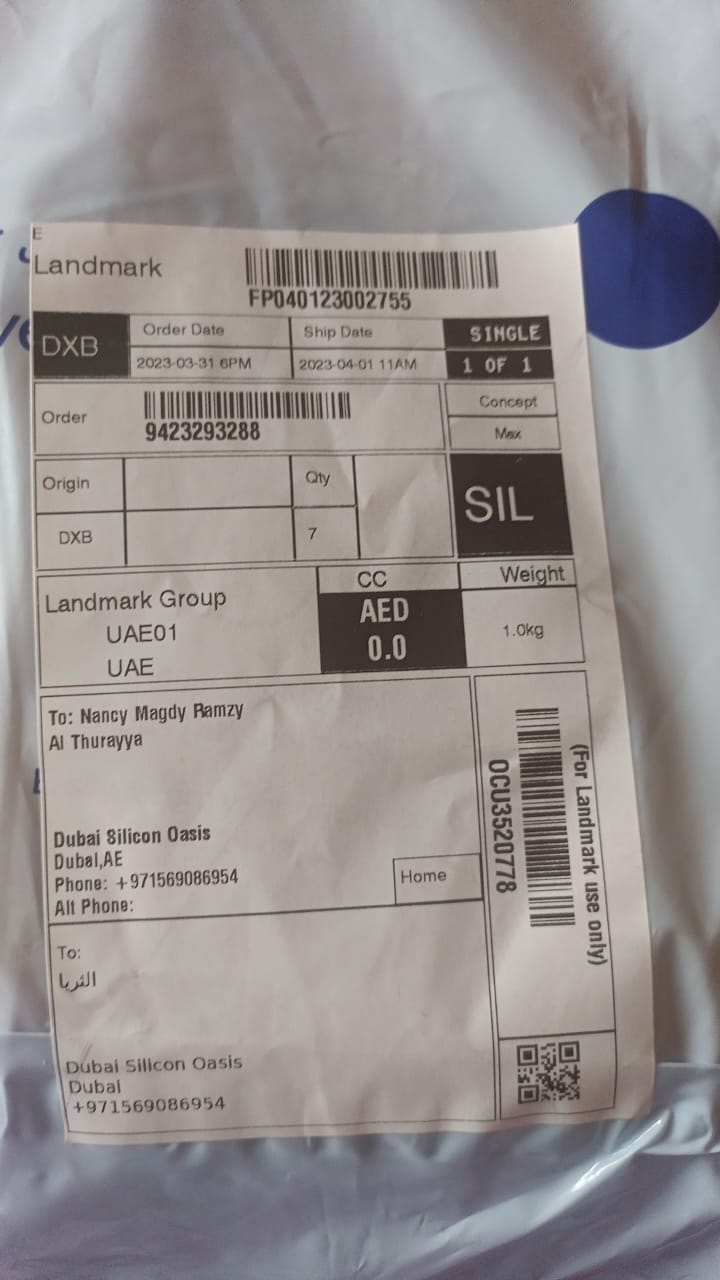 E
Landmark
FP040123002755
DXB
Order Date
Ship Date
SINGLE
2023-03-31 6PM
2023-04-01 11AM
1 OF 1
Order
9423293288
Concept
Max
Origin
Qty
SIL
DXB
7
Landmark Group
UAE01
UAE
CC
AED
0.0
Weight
1.0kg
To: Nancy Magdy Ramzy
Al Thurayya
Dubai Silicon Oasis
Dubai,AE
Phone: +971569086954
Alt Phone:
Home
OCU3520778
(For Landmark use only)
To:
الثريا
Dubai Silicon Oasis
Dubai
+971569086954